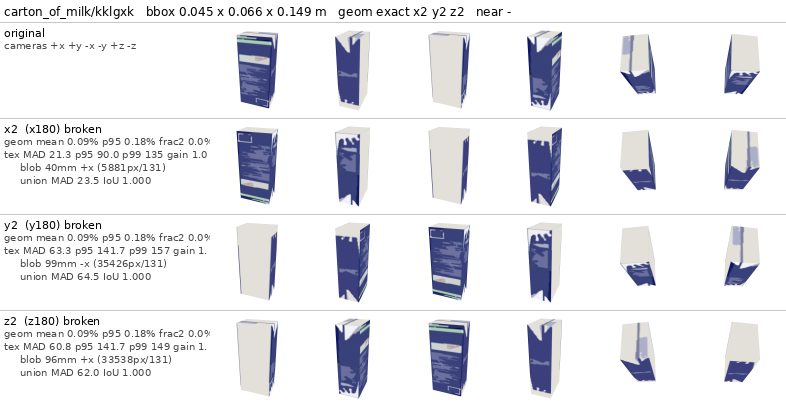 carton_of_milk/kklgxk   bbox 0.045 x 0.066 x 0.149 m   geom exact x2 y2 z2   near -
original
cameras +x +y -x -y +z -z
x2  (x180) broken
geom mean 0.09% p95 0.18% frac2 0.0%
tex MAD 21.3 p95 90.0 p99 135 gain 1.0
blob 40mm +x (5881px/131)
union MAD 23.5 IoU 1.000
y2  (y180) broken
geom mean 0.09% p95 0.18% frac2 0.0%
tex MAD 63.3 p95 141.7 p99 157 gain 1.
blob 99mm -x (35426px/131)
union MAD 64.5 IoU 1.000
z2  (z180) broken
geom mean 0.09% p95 0.18% frac2 0.0%
tex MAD 60.8 p95 141.7 p99 149 gain 1.
blob 96mm +x (33538px/131)
union MAD 62.0 IoU 1.000